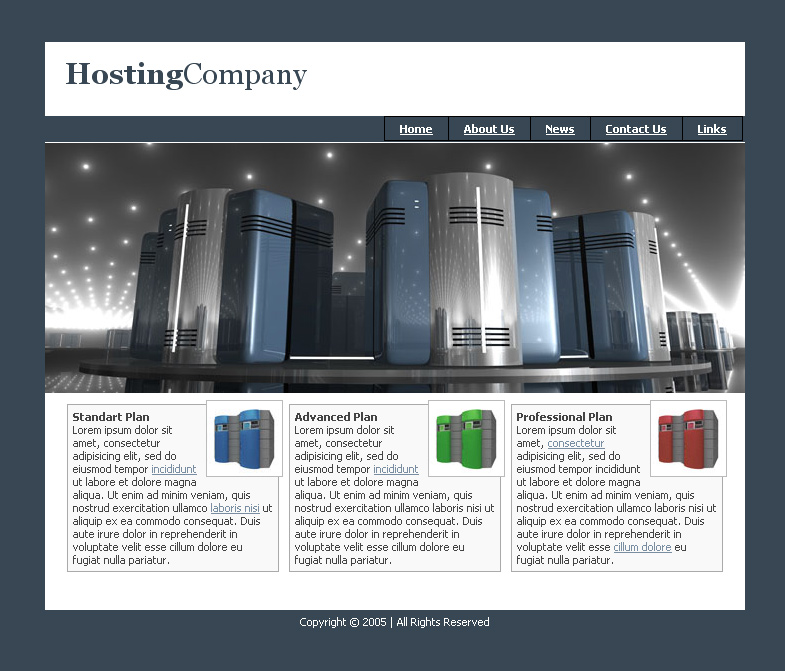 HostingCompany
Home About Us News Contact Us Links
Standart Plan
Lorem ipsum dolor sit
amet, consectetur
adipisicing elit, sed do
eiusmod tempor incididunt
ut labore et dolore magna
aliqua. Ut enim ad minim veniam, quis
nostrud exercitation ullamco laboris nisi ut
aliquip ex ea commodo consequat. Duis
aute irure dolor in reprehenderit in
voluptate velit esse cillum dolore eu
fugiat nulla pariatur.
Advanced Plan
Lorem ipsum dolor sit
amet, consectetur
adipisicing elit, sed do
eiusmod tempor incididunt
ut labore et dolore magna
aliqua. Ut enim ad minim veniam, quis
nostrud exercitation ullamco laboris nisi ut
aliquip ex ea commodo consequat. Duis
aute irure dolor in reprehenderit in
voluptate velit esse cillum dolore eu
fugiat nulla pariatur.
Professional Plan
Lorem ipsum dolor sit
amet, consectetur
adipisicing elit, sed do
eiusmod tempor incididunt
ut labore et dolore magna
aliqua. Ut enim ad minim veniam, quis
nostrud exercitation ullamco laboris nisi ut
aliquip ex ea commodo consequat. Duis
aute irure dolor in reprehenderit in
voluptate velit esse cillum dolore eu
fugiat nulla pariatur.
Copyright © 2005 | All Rights Reserved